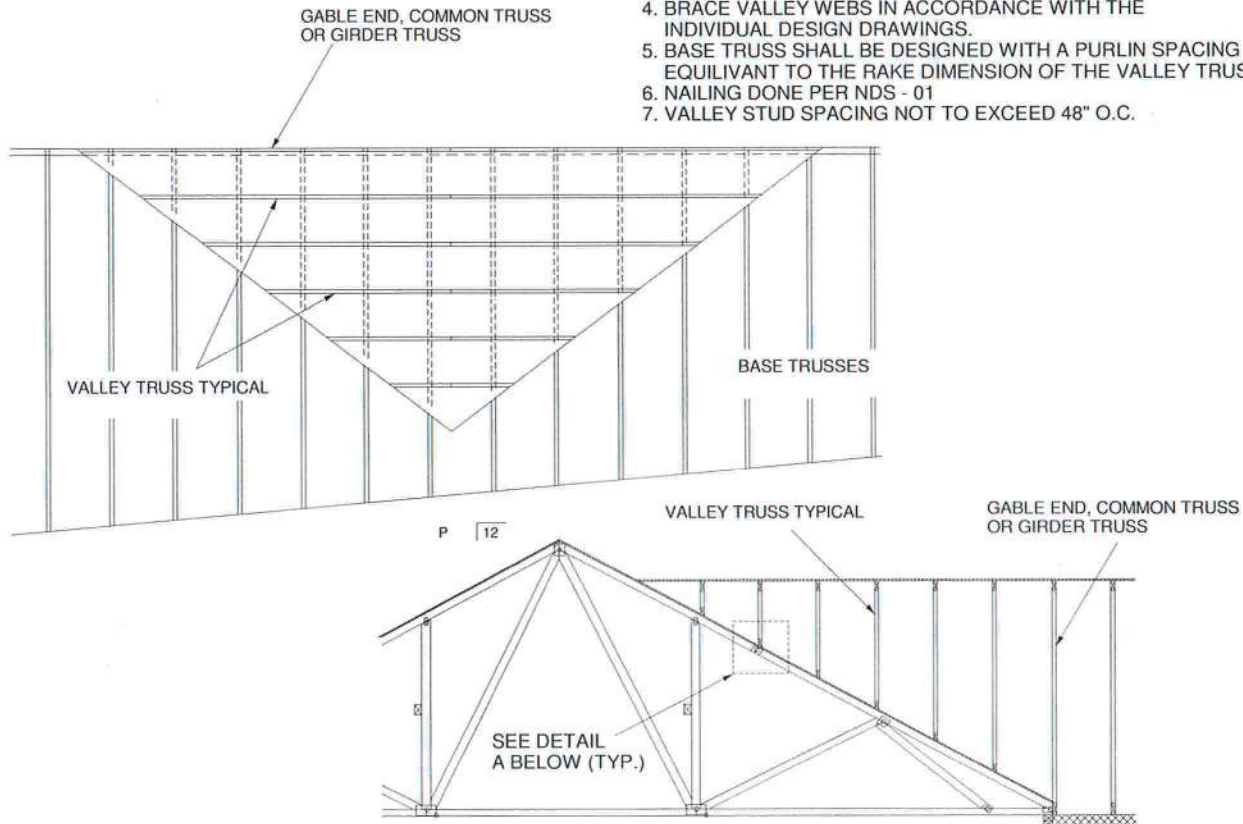 GABLE END, COMMON TRUSS
OR GIRDER TRUSS
4. BRACE VALLEY WEBS IN ACCORDANCE WITH THE
INDIVIDUAL DESIGN DRAWINGS.
5. BASE TRUSS SHALL BE DESIGNED WITH A PURLIN SPACING
EQUILIVANT TO THE RAKE DIMENSION OF THE VALLEY TRUS
6. NAILING DONE PER NDS - 01
7. VALLEY STUD SPACING NOT TO EXCEED 48" O.C.
VALLEY TRUSS TYPICAL
BASE TRUSSES
P 12
VALLEY TRUSS TYPICAL
GABLE END, COMMON TRUSS
OR GIRDER TRUSS
SEE DETAIL
A BELOW (TYP.)